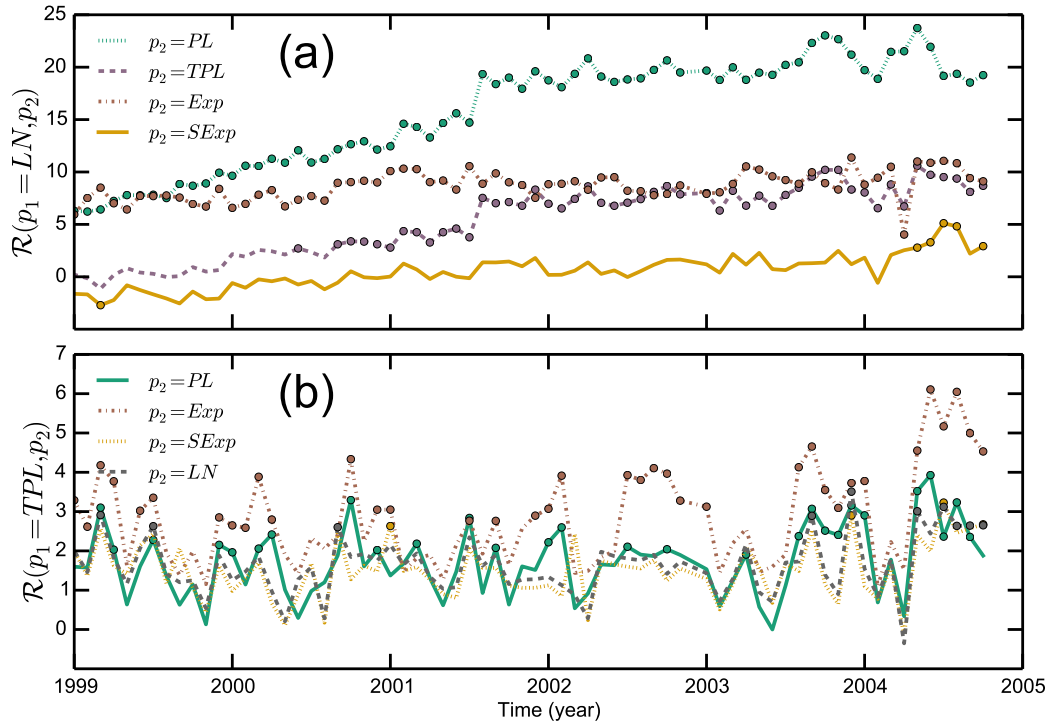 25
20
15
10
5
0
R(p₁=LN,p₂)
(a)
p₂=PL
p₂=TPL
p₂=Exp
p₂=SExp
7
6
5
4
3
2
1
0
R(p₁=TPL,p₂)
(b)
p₂=PL
p₂=Exp
p₂=SExp
p₂=LN
1999 2000 2001 2002 2003 2004 2005
Time (year)